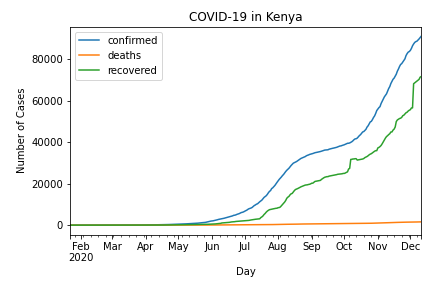 COVID-19 in Kenya
confirmed
deaths
recovered
Number of Cases
80000
60000
40000
20000
0
Feb Mar Apr May Jun Jul Aug Sep Oct Nov Dec
2020
Day